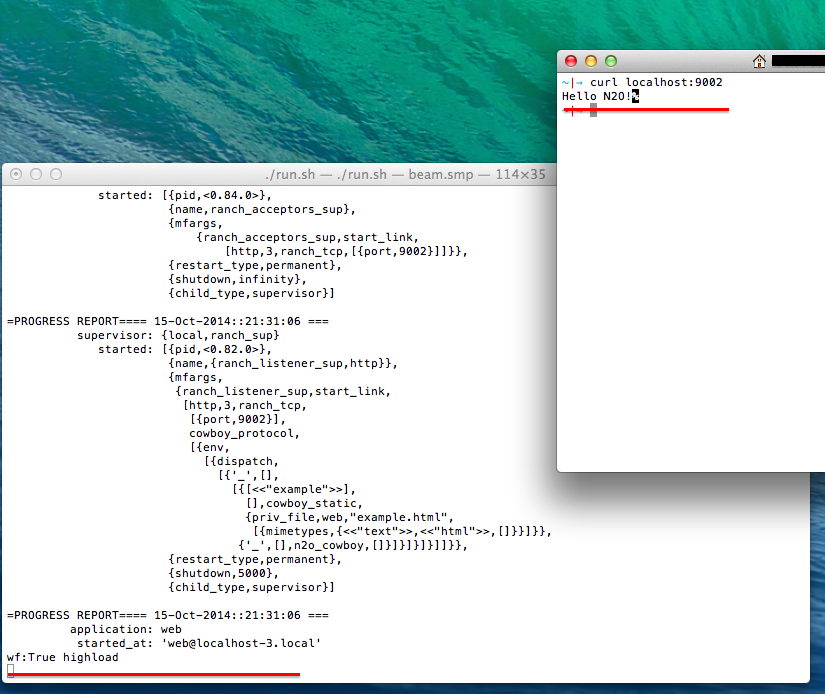 ~|→ curl localhost:9002
Hello N2O!%
./run.sh — ./run.sh — beam.smp — 114×35
started: [{pid,<0.84.0>},
{name,ranch_acceptors_sup},
{mfargs,
{ranch_acceptors_sup,start_link,
[http,3,ranch_tcp,[{port,9002}]]}},
{restart_type,permanent},
{shutdown,infinity},
{child_type,supervisor}]
=PROGRESS REPORT==== 15-Oct-2014::21:31:06 ===
supervisor: {local,ranch_sup}
started: [{pid,<0.82.0>},
{name,{ranch_listener_sup,http}},
{mfargs,
{ranch_listener_sup,start_link,
[http,3,ranch_tcp,
[{port,9002}],
cowboy_protocol,
[{env,
[{dispatch,
[{'_',[],
[{[<<"example">>],
[],cowboy_static,
{priv_file,web,"example.html",
[{mimetypes,{<<"text">>,<<"html">>,[]}}]}},
{'_',[],n2o_cowboy,[]}]}]}]}]]}},
{restart_type,permanent},
{shutdown,5000},
{child_type,supervisor}]
=PROGRESS REPORT==== 15-Oct-2014::21:31:06 ===
application: web
started_at: 'web@localhost-3.local'
wf:True highload